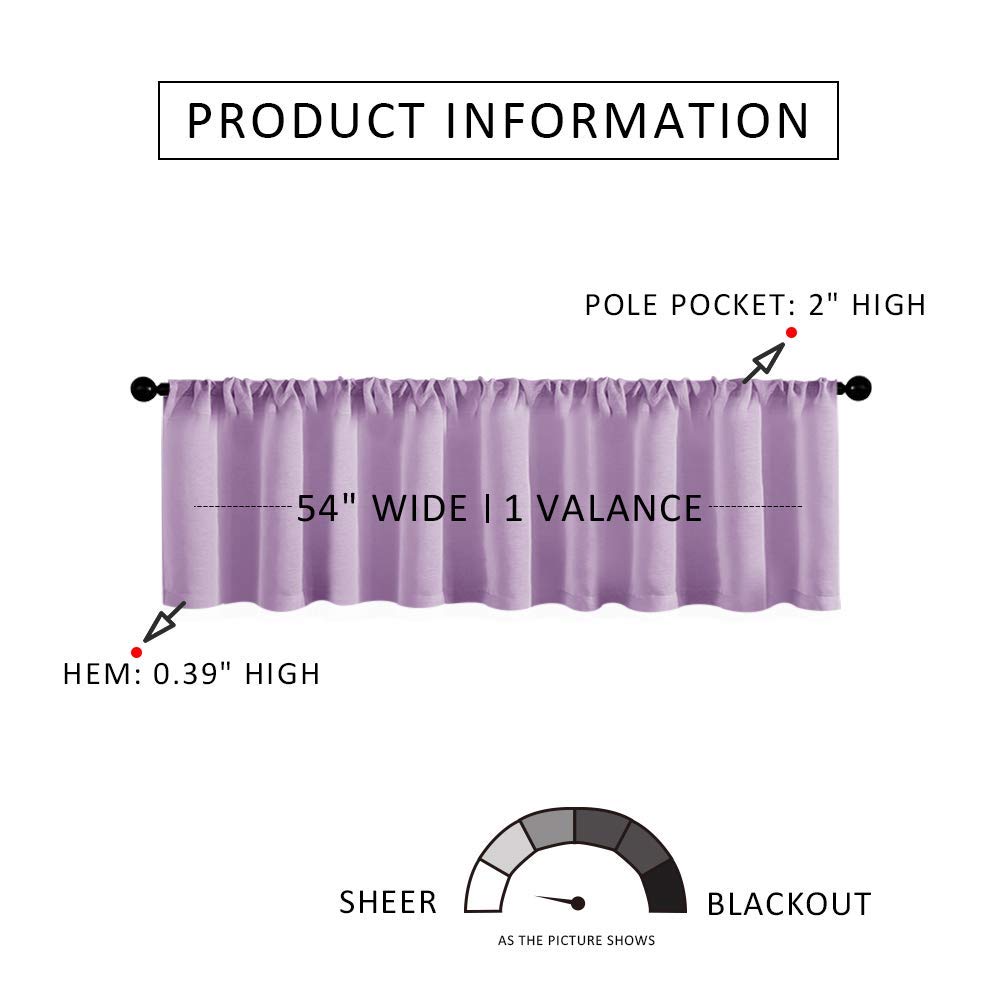 PRODUCT INFORMATION
POLE POCKET: 2" HIGH
54" WIDE | 1 VALANCE
HEM: 0.39" HIGH
SHEER
BLACKOUT
AS THE PICTURE SHOWS